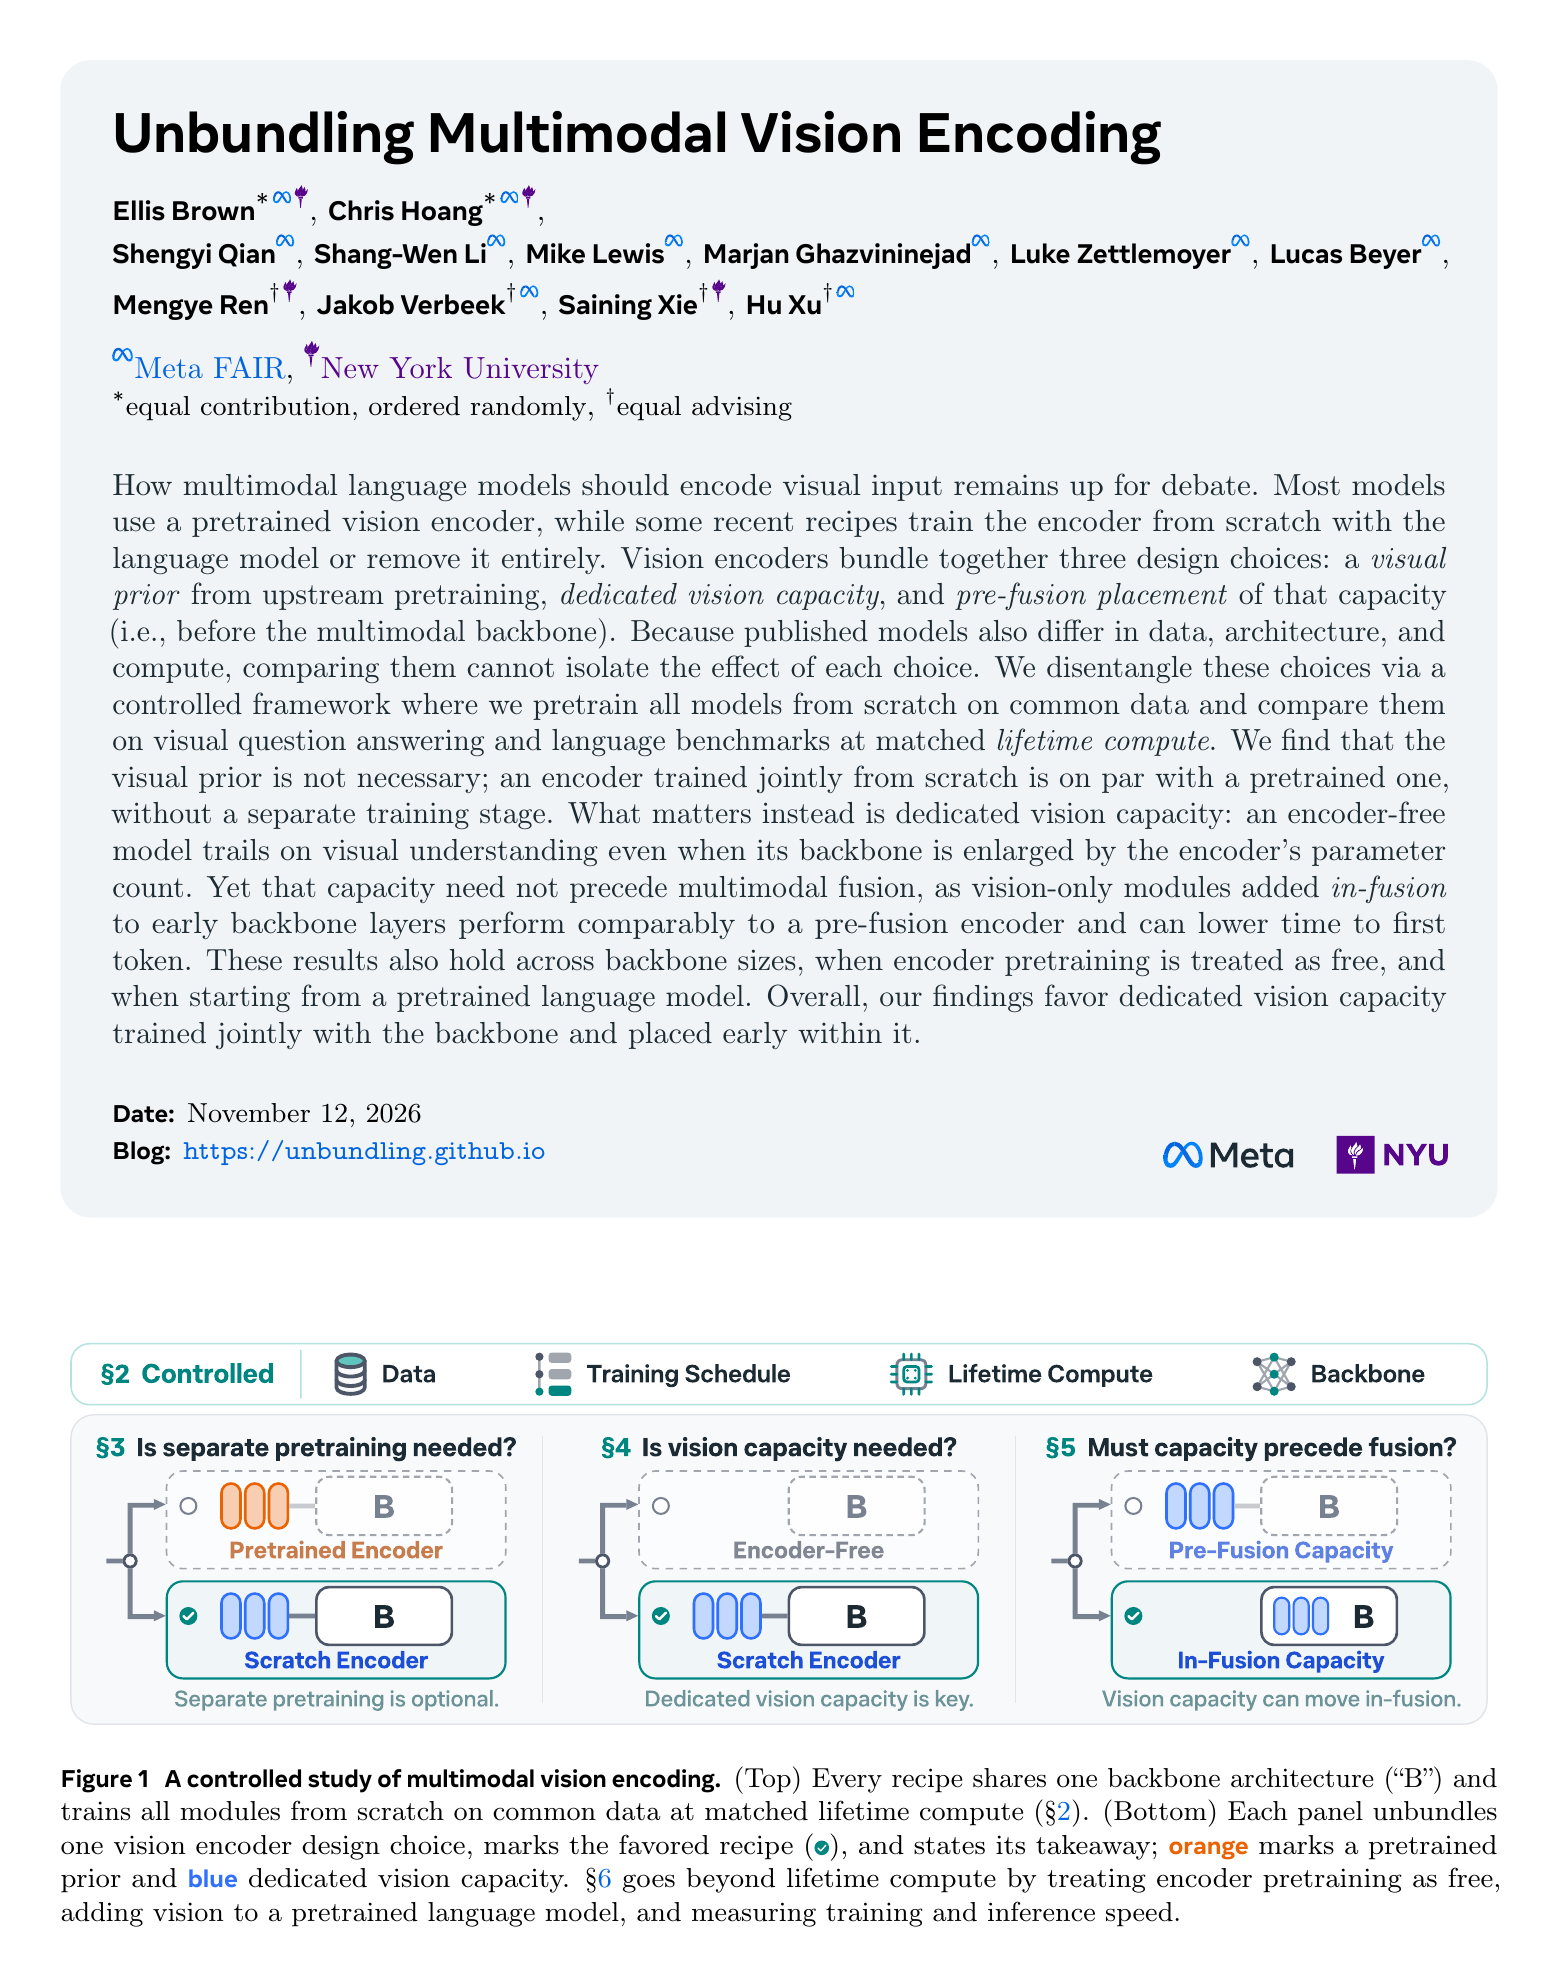 Unbundling Multimodal Vision Encoding
Ellis Brown*, Chris Hoang*,
Shengyi Qian, Shang-Wen Li, Mike Lewis, Marjan Ghazvininejad, Luke Zettlemoyer, Lucas Beyer,
Mengye Ren†, Jakob Verbeek†, Saining Xie†, Hu Xu†
Meta FAIR, New York University
*equal contribution, ordered randomly, †equal advising
How multimodal language models should encode visual input remains up for debate. Most models
use a pretrained vision encoder, while some recent recipes train the encoder from scratch with the
language model or remove it entirely. Vision encoders bundle together three design choices: a visual
prior from upstream pretraining, dedicated vision capacity, and pre-fusion placement of that capacity
(i.e., before the multimodal backbone). Because published models also differ in data, architecture, and
compute, comparing them cannot isolate the effect of each choice. We disentangle these choices via a
controlled framework where we pretrain all models from scratch on common data and compare them
on visual question answering and language benchmarks at matched lifetime compute. We find that the
visual prior is not necessary; an encoder trained jointly from scratch is on par with a pretrained one,
without a separate training stage. What matters instead is dedicated vision capacity: an encoder-free
model trails on visual understanding even when its backbone is enlarged by the encoder's parameter
count. Yet that capacity need not precede multimodal fusion, as vision-only modules added in-fusion
to early backbone layers perform comparably to a pre-fusion encoder and can lower time to first
token. These results also hold across backbone sizes, when encoder pretraining is treated as free, and
when starting from a pretrained language model. Overall, our findings favor dedicated vision capacity
trained jointly with the backbone and placed early within it.
Date: November 12, 2026
Blog: https://unbundling.github.io
Meta NYU
§2 Controlled Data Training Schedule Lifetime Compute Backbone
§3 Is separate pretraining needed?
B
Pretrained Encoder
B
Scratch Encoder
Separate pretraining is optional.
§4 Is vision capacity needed?
B
Encoder-Free
B
Scratch Encoder
Dedicated vision capacity is key.
§5 Must capacity precede fusion?
B
Pre-Fusion Capacity
B
In-Fusion Capacity
Vision capacity can move in-fusion.
Figure 1 A controlled study of multimodal vision encoding. (Top) Every recipe shares one backbone architecture (“B”) and
trains all modules from scratch on common data at matched lifetime compute (§2). (Bottom) Each panel unbundles
one vision encoder design choice, marks the favored recipe (✓), and states its takeaway; orange marks a pretrained
prior and blue dedicated vision capacity. §6 goes beyond lifetime compute by treating encoder pretraining as free,
adding vision to a pretrained language model, and measuring training and inference speed.